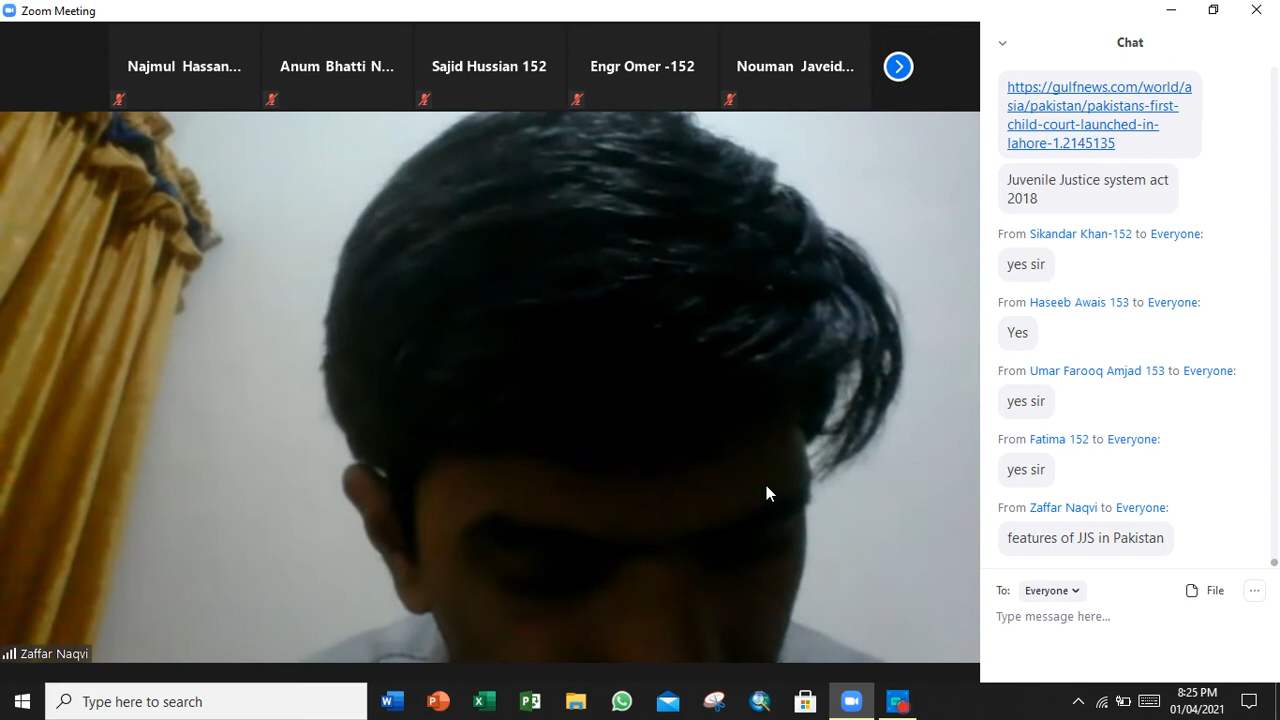 Zoom Meeting
Najmul Hassan...
Anum Bhatti N...
Sajid Hussian 152
Engr Omer -152
Nouman Javeid...
Zaffar Naqvi
Chat
https://gulfnews.com/world/a
sia/pakistan/pakistans-first-
child-court-launched-in-
lahore-1.2145135
Juvenile Justice system act
2018
From Sikandar Khan-152 to Everyone:
yes sir
From Haseeb Awais 153 to Everyone:
Yes
From Umar Farooq Amjad 153 to Everyone:
yes sir
From Fatima 152 to Everyone:
yes sir
From Zaffar Naqvi to Everyone:
features of JJS in Pakistan
To: Everyone File
Type message here...
Type here to search
8:25 PM
01/04/2021